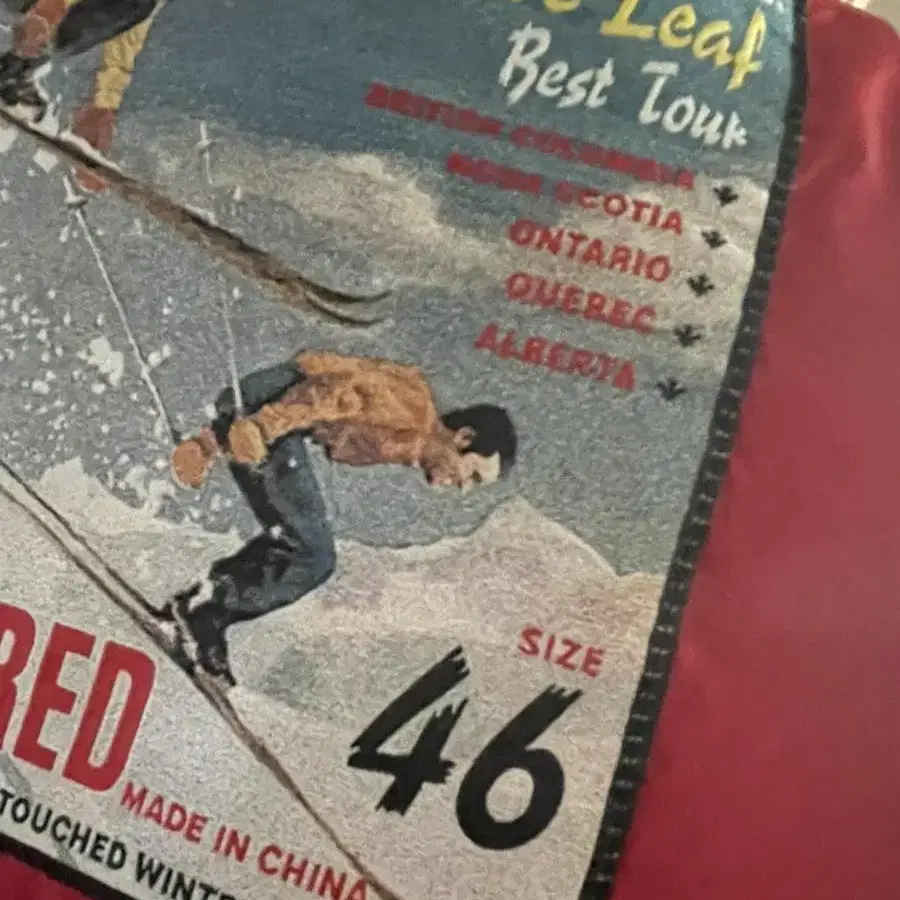 Leaf
Best Tour
BRITISH COLUMBIA
NOVA SCOTIA
ONTARIO
QUEBEC
ALBERTA
SIZE
46
RED
MADE IN CHINA
TOUCHED WINT